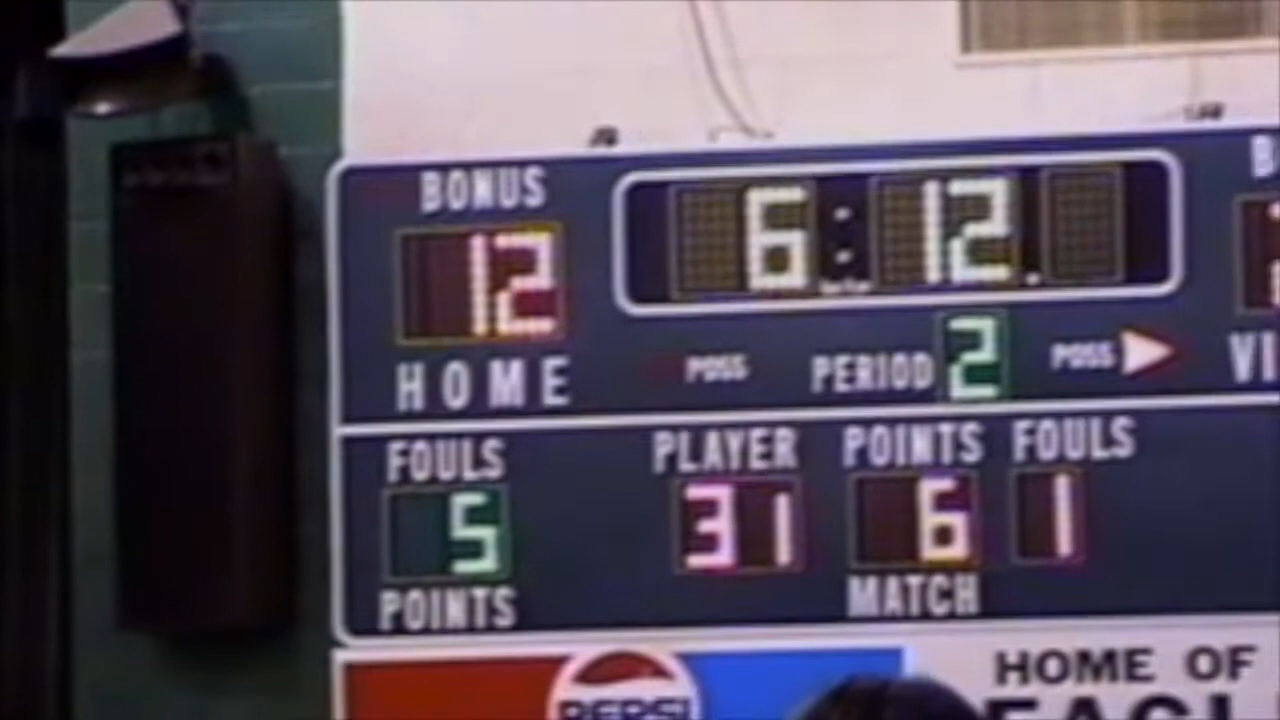 BONUS
6:12.
12
HOME
POSS PERIOD 2 POSS
FOULS PLAYER POINTS FOULS
5 31 6 1
POINTS MATCH
PEPSI
HOME OF